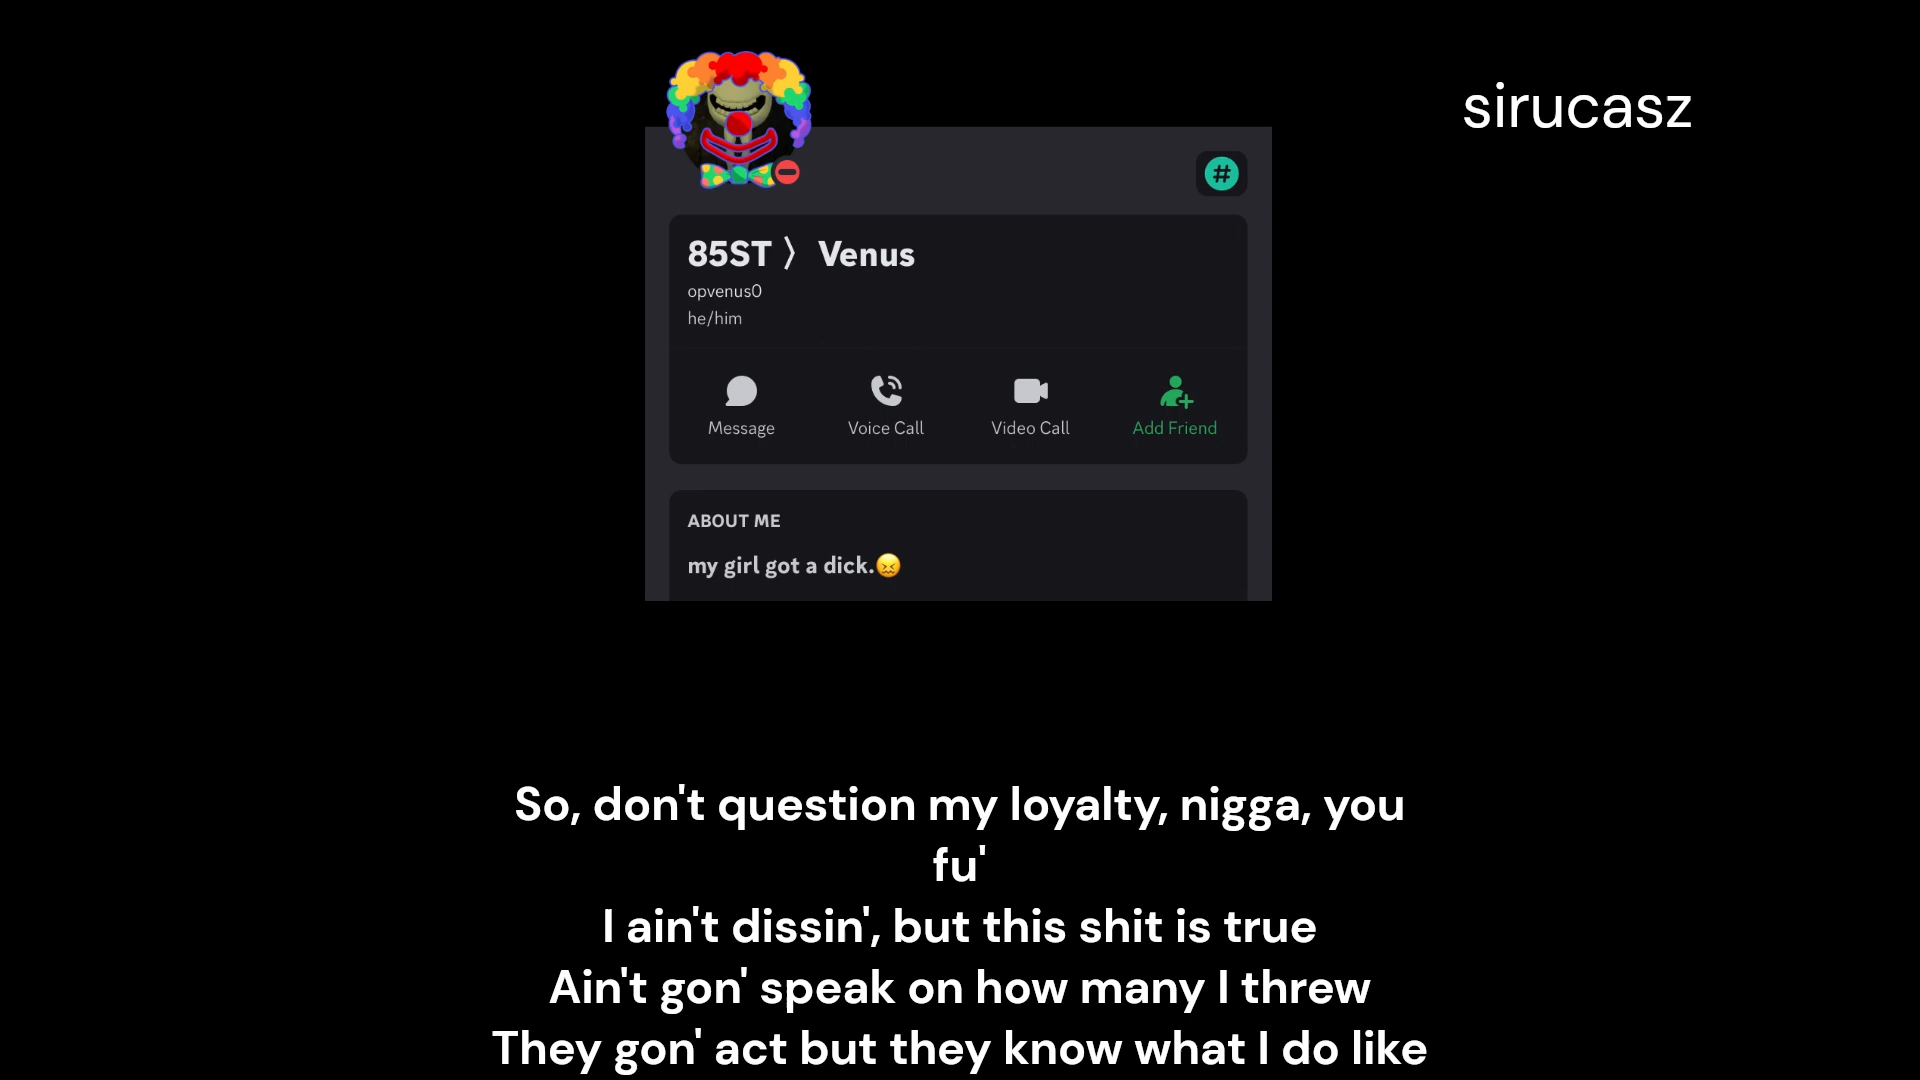 sirucasz
#
85ST 〉 Venus
opvenus0
he/him
Message
Voice Call
Video Call
Add Friend
ABOUT ME
my girl got a dick.😖
So, don't question my loyalty, nigga, you
fu'
I ain't dissin', but this shit is true
Ain't gon' speak on how many I threw
They gon' act but they know what I do like